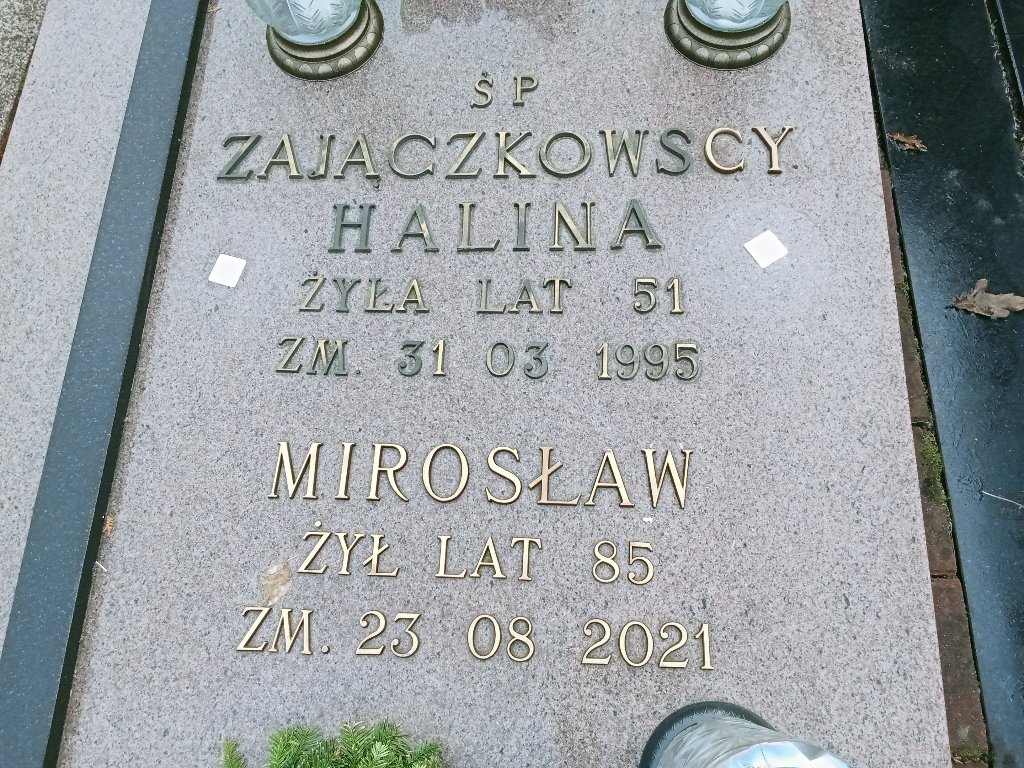 ŚP
ZAJĄCZKOWSCY
HALINA
ŻYŁA LAT 51
ZM. 31 03 1995
MIROSŁAW
ŻYŁ LAT 85
ZM. 23 08 2021